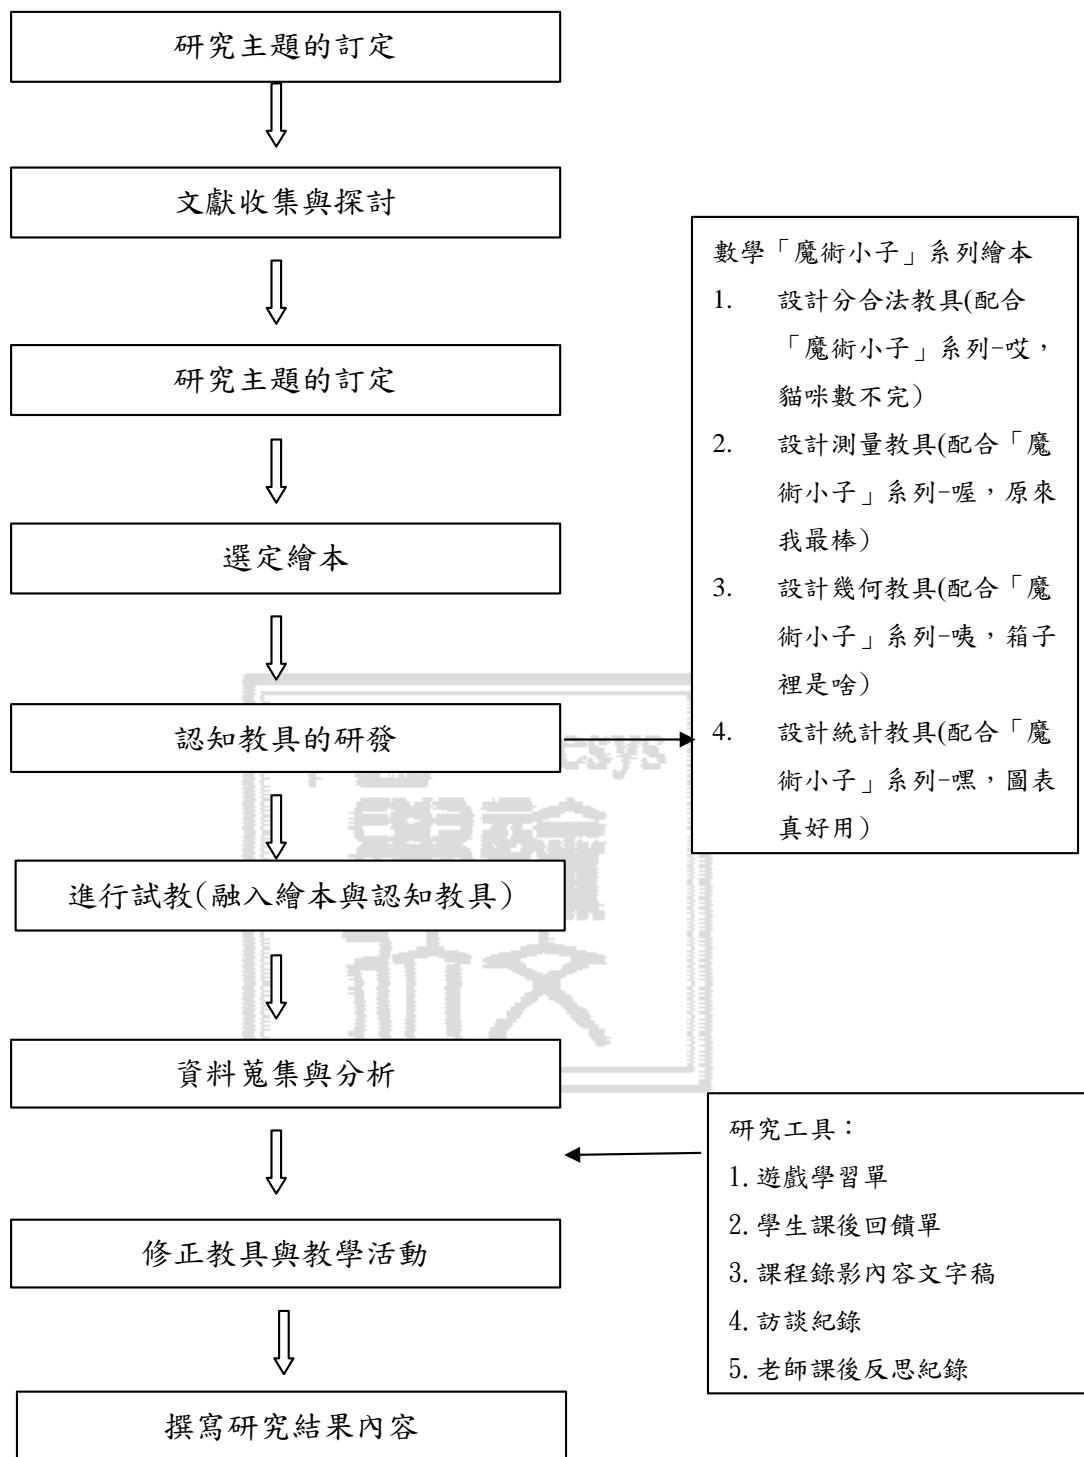 研究主題的訂定
文獻收集與探討
研究主題的訂定
選定繪本
認知教具的研發
進行試教(融入繪本與認知教具)
資料蒐集與分析
修正教具與教學活動
撰寫研究結果內容
數學「魔術小子」系列繪本
1. 設計分合法教具(配合
「魔術小子」系列-哎，
貓咪數不完)
2. 設計測量教具(配合「魔
術小子」系列-喔，原來
我最棒)
3. 設計幾何教具(配合「魔
術小子」系列-咦，箱子
裡是啥)
4. 設計統計教具(配合「魔
術小子」系列-嘿，圖表
真好用)
研究工具：
1.遊戲學習單
2.學生課後回饋單
3.課程錄影內容文字稿
4.訪談紀錄
5.老師課後反思紀錄